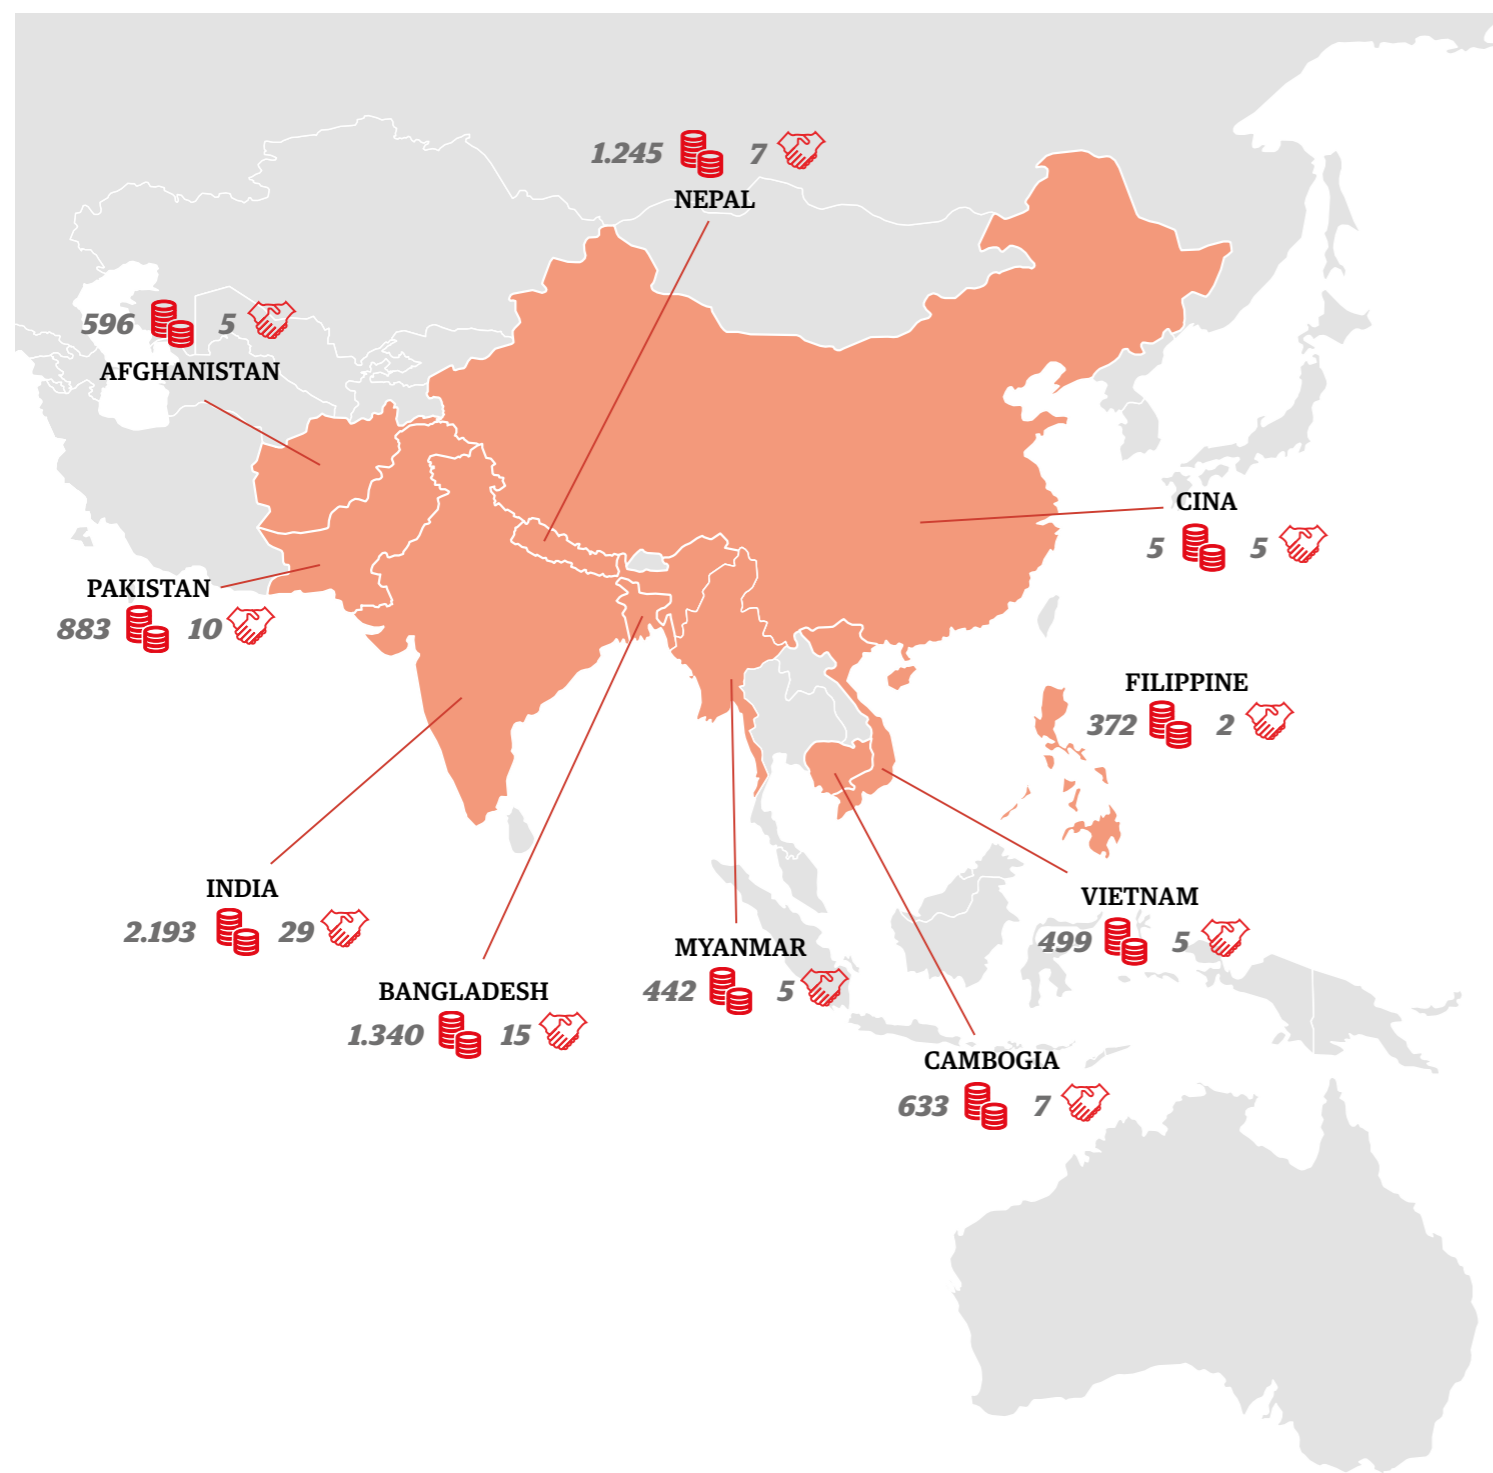 1.245 7
NEPAL
596 5
AFGHANISTAN
CINA
5 5
PAKISTAN
883 10
FILIPPINE
372 2
INDIA
2.193 29
VIETNAM
499 5
MYANMAR
442 5
BANGLADESH
1.340 15
CAMBOGIA
633 7